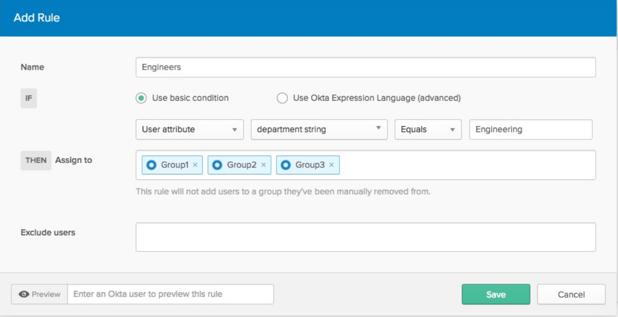 Add Rule
Name Engineers
IF Use basic condition Use Okta Expression Language (advanced)
User attribute department string Equals Engineering
THEN Assign to Group1 × Group2 × Group3 ×
This rule will not add users to a group they've been manually removed from.
Exclude users
Preview Enter an Okta user to preview this rule Save Cancel